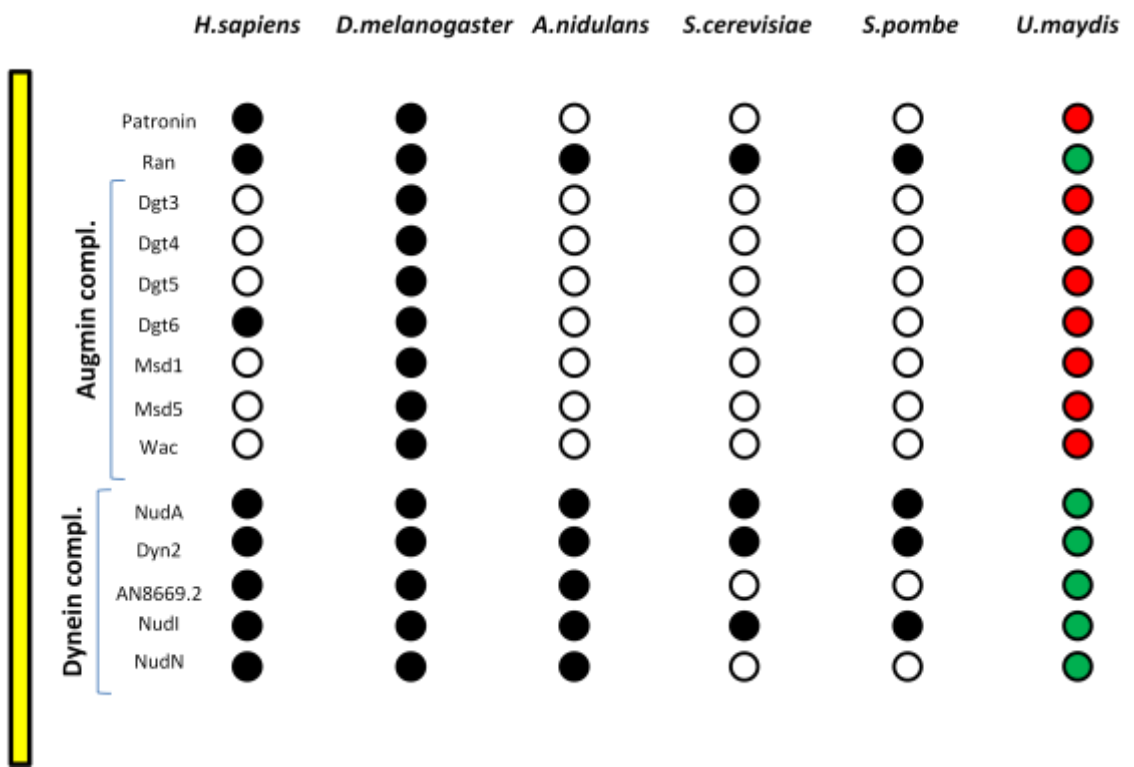 H.sapiens D.melanogaster A.nidulans S.cerevisiae S.pombe U.maydis
Patronin
Ran
Augmin compl.
Dgt3
Dgt4
Dgt5
Dgt6
Msd1
Msd5
Wac
Dynein compl.
NudA
Dyn2
AN8669.2
NudI
NudN